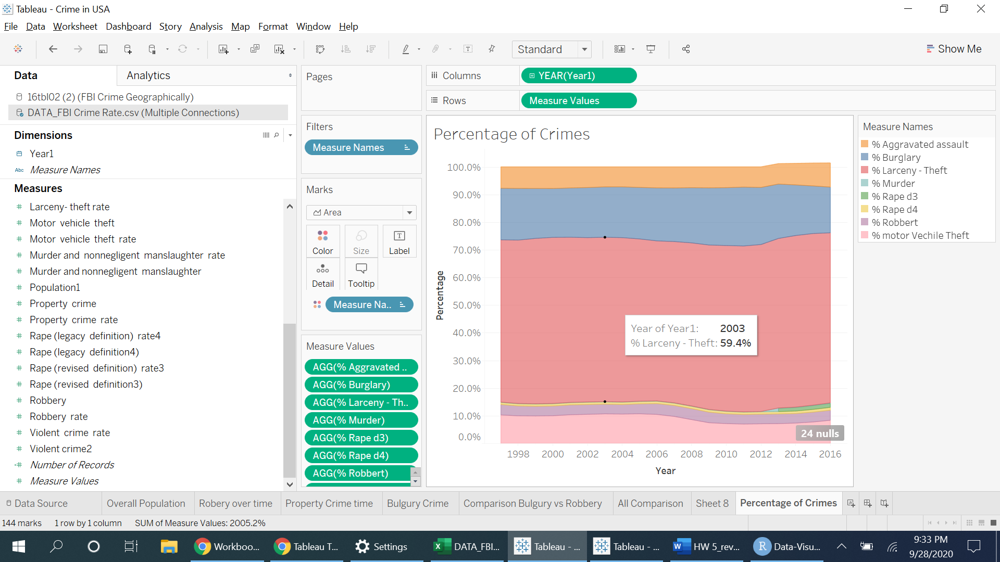 Tableau - Crime in USA
File Data Worksheet Dashboard Story Analysis Map Format Window Help
Standard
Show Me
Data
Analytics
16tbl02 (2) (FBI Crime Geographically)
DATA_FBI Crime Rate.csv (Multiple Connections)
Dimensions
Year1
Abc Measure Names
Measures
Larceny- theft rate
Motor vehicle theft
Motor vehicle theft rate
Murder and nonnegligent manslaughter rate
Murder and nonnegligent manslaughter
Population1
Property crime
Property crime rate
Rape (legacy definition) rate4
Rape (legacy definition4)
Rape (revised definition) rate3
Rape (revised definition3)
Robbery
Robbery rate
Violent crime rate
Violent crime2
Number of Records
Measure Values
Pages
Filters
Measure Names
Marks
Area
Color
Size
Label
Detail
Tooltip
Measure Na..
Measure Values
AGG(% Aggravated ..
AGG(% Burglary)
AGG(% Larceny - Th..
AGG(% Murder)
AGG(% Rape d3)
AGG(% Rape d4)
AGG(% Robbert)
Columns
YEAR(Year1)
Rows
Measure Values
Percentage of Crimes
100.0%
90.0%
80.0%
70.0%
60.0%
50.0%
40.0%
30.0%
20.0%
10.0%
0.0%
Percentage
Year of Year1: 2003
% Larceny - Theft: 59.4%
24 nulls
1998 2000 2002 2004 2006 2008 2010 2012 2014 2016
Year
Measure Names
% Aggravated assault
% Burglary
% Larceny - Theft
% Murder
% Rape d3
% Rape d4
% Robbert
% motor Vechile Theft
Data Source
Overall Population
Robery over time
Property Crime time
Bulgury Crime
Comparison Bulgury vs Robbery
All Comparison
Sheet 8
Percentage of Crimes
144 marks 1 row by 1 column SUM of Measure Values: 2005.2%
Workboo...
Tableau T...
Settings
DATA_FBI...
Tableau - ...
Tableau - ...
HW 5_rev...
Data-Visu...
9:33 PM
9/28/2020